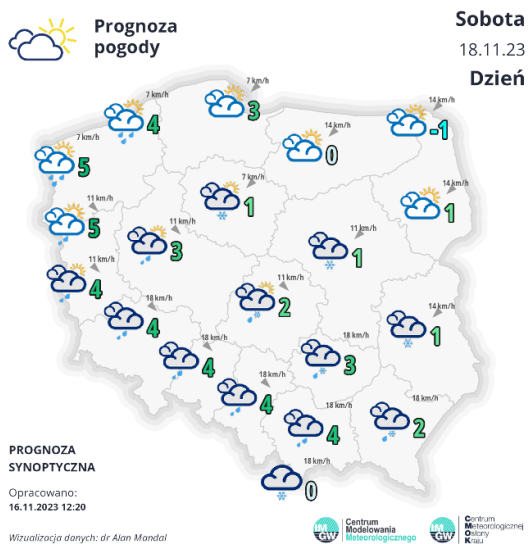 Prognoza
pogody
Sobota
18.11.23
Dzień
7 km/h
3
7 km/h
4
14 km/h
-1
14 km/h
0
7 km/h
5
7 km/h
1
14 km/h
1
11 km/h
5
11 km/h
3
11 km/h
1
11 km/h
4
11 km/h
2
18 km/h
4
14 km/h
1
18 km/h
4
18 km/h
3
18 km/h
4
18 km/h
4
18 km/h
2
18 km/h
0
PROGNOZA
SYNOPTYCZNA
Opracowano:
16.11.2023 12:20
Wizualizacja danych: dr Alan Mandal
IM
GW
Centrum
Modelowania
Meteorologicznego
IM
GW
Centrum
Meteorologicznej
Osłony
Kraju